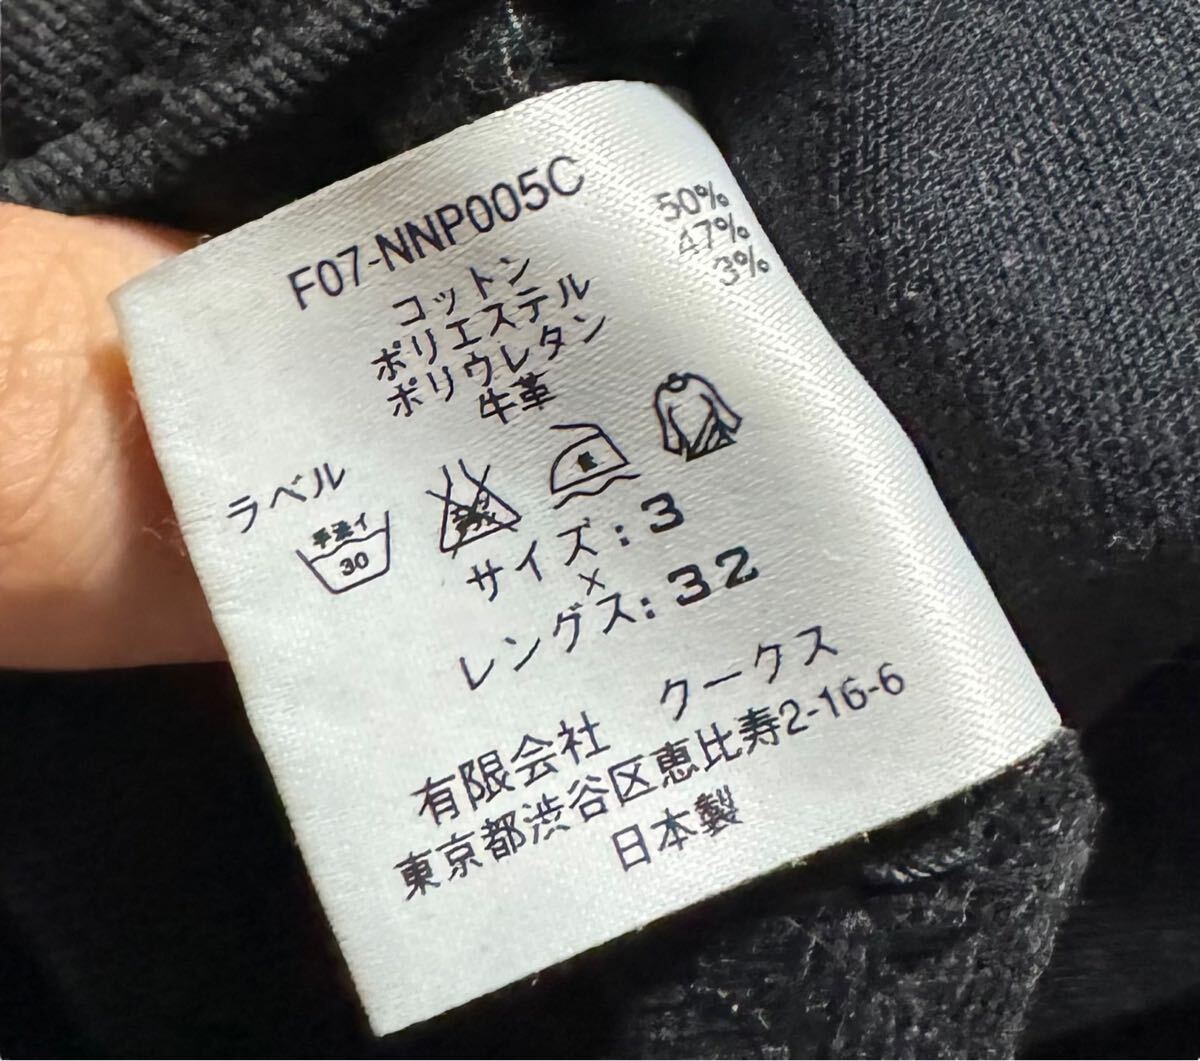 F07-NNP005C
コットン 50%
ポリエステル 47%
ポリウレタン 3%
ラベル 牛革
手洗イ
30
サイズ:3
×
レングス:32
有限会社 クークス
東京都渋谷区恵比寿2-16-6
日本製